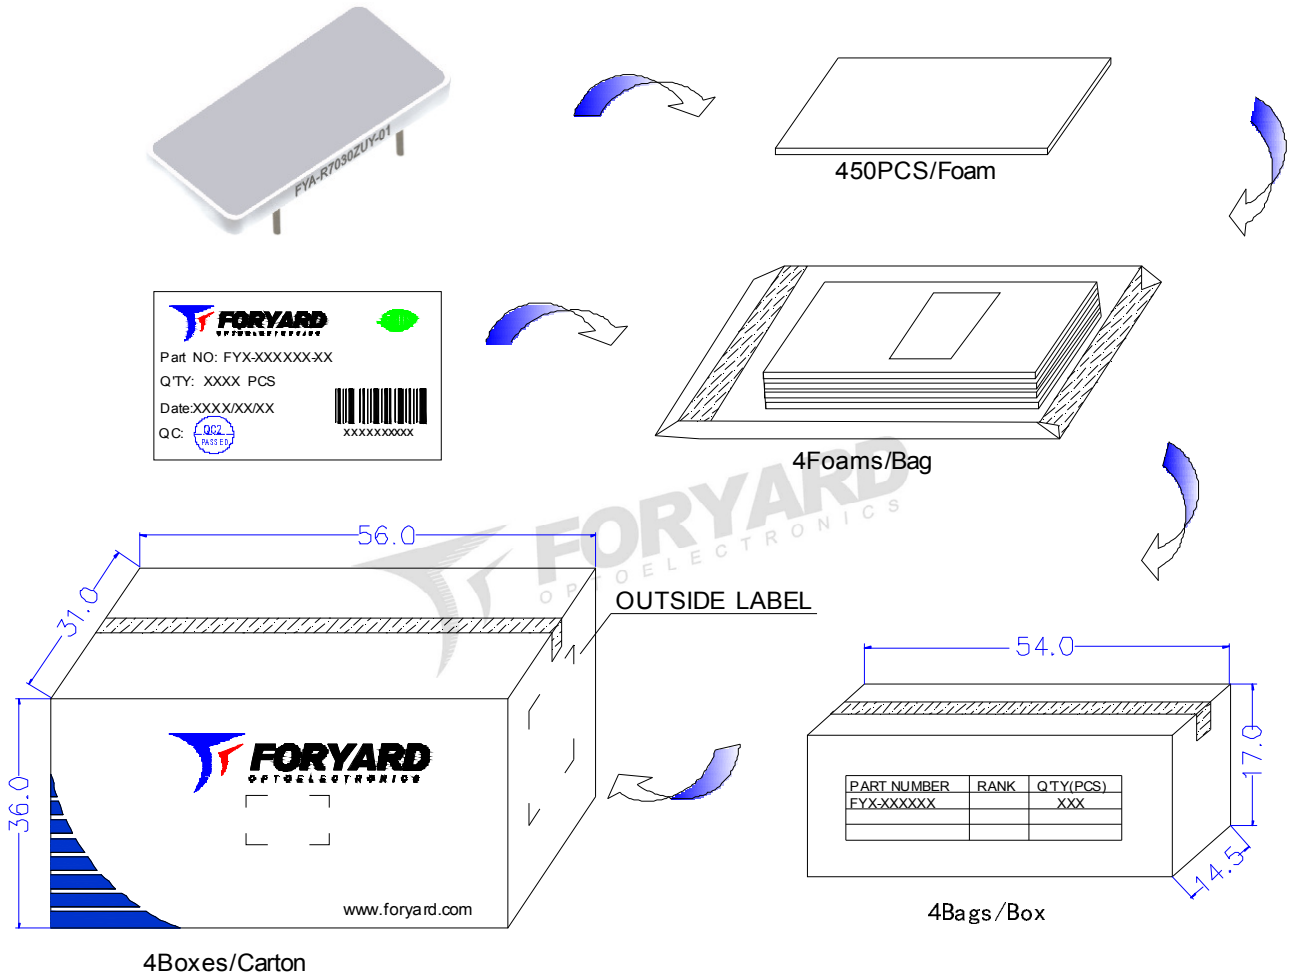 FYA-R7030ZUY-01
450PCS/Foam
FORYARD
OPTOELECTRONICS
Part NO: FYX-XXXXXX-XX
Q'TY: XXXX PCS
Date:XXXX/XX/XX
QC: QC2
PASSED
XXXXXXXXXX
4Foams/Bag
FORYARD
OPTOELECTRONICS
56.0
31.0
36.0
OUTSIDE LABEL
FORYARD
OPTOELECTRONICS
www.foryard.com
4Boxes/Carton
54.0
17.0
14.5
PART NUMBER RANK Q'TY(PCS)
FYX-XXXXXX XXX
4Bags/Box